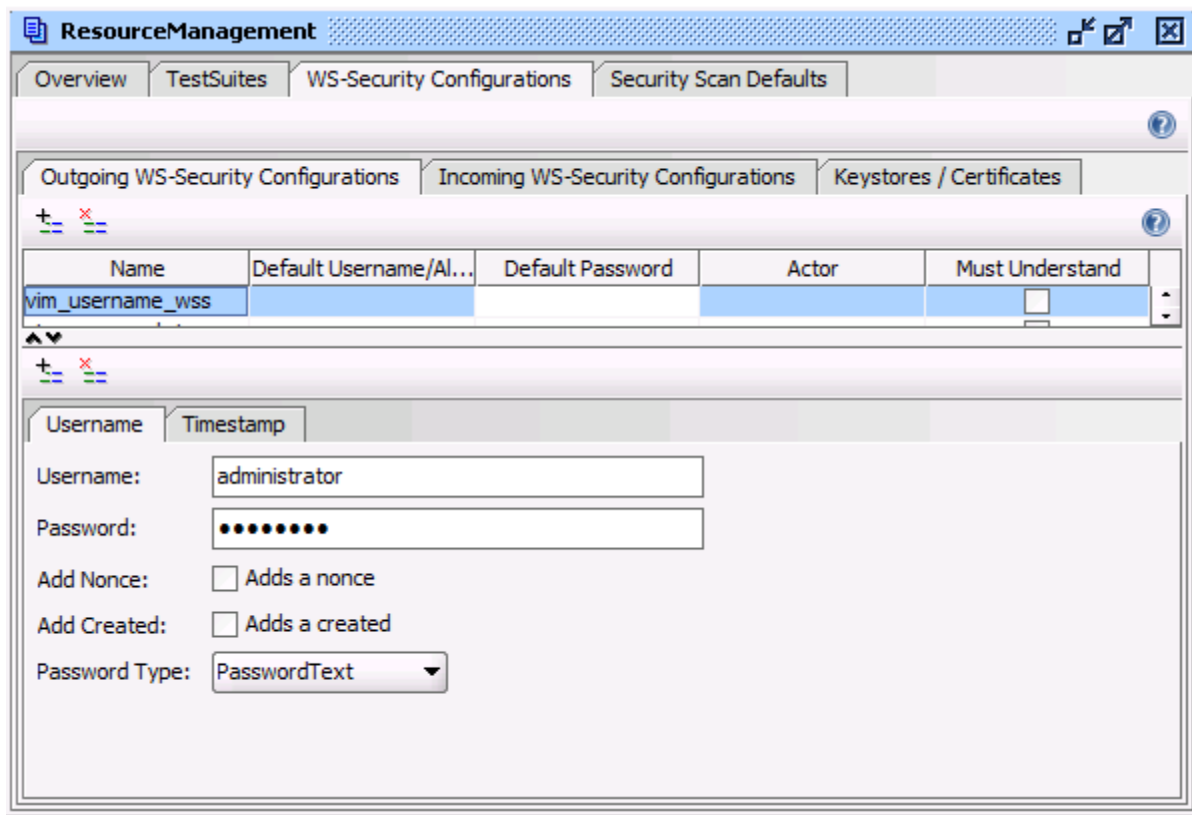 ResourceManagement
Overview TestSuites WS-Security Configurations Security Scan Defaults
Outgoing WS-Security Configurations Incoming WS-Security Configurations Keystores / Certificates
Name Default Username/Al... Default Password Actor Must Understand
vim_username_wss
Username Timestamp
Username: administrator
Password: ●●●●●●●●
Add Nonce: Adds a nonce
Add Created: Adds a created
Password Type: PasswordText